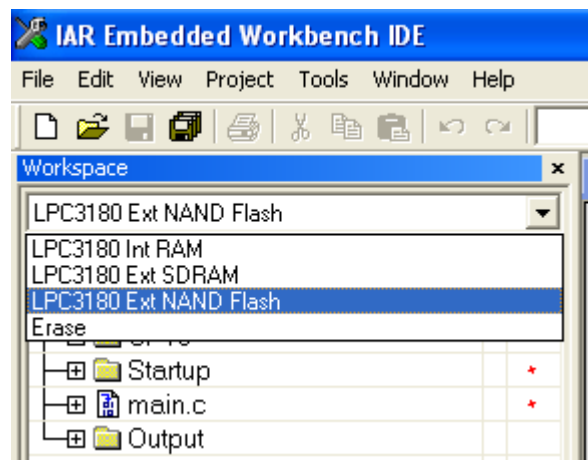 IAR Embedded Workbench IDE
File Edit View Project Tools Window Help
Workspace
LPC3180 Ext NAND Flash
LPC3180 Int RAM
LPC3180 Ext SDRAM
LPC3180 Ext NAND Flash
Erase
Startup
main.c
Output